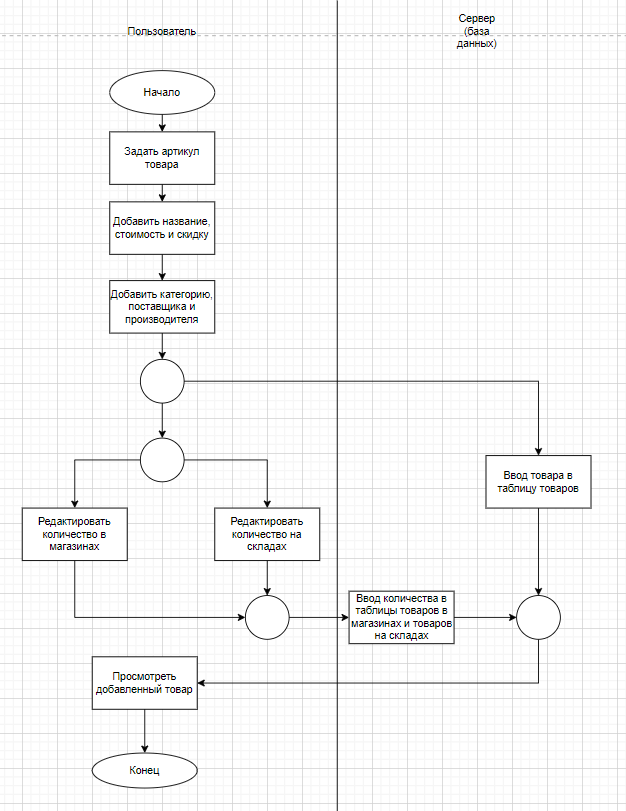 Пользователь
Сервер
(база
данных)
Начало
Задать артикул
товара
Добавить название,
стоимость и скидку
Добавить категорию,
поставщика и
производителя
Ввод товара в
таблицу товаров
Редактировать
количество в
магазинах
Редактировать
количество на
складах
Ввод количества в
таблицы товаров в
магазинах и товаров
на складах
Просмотреть
добавленный товар
Конец